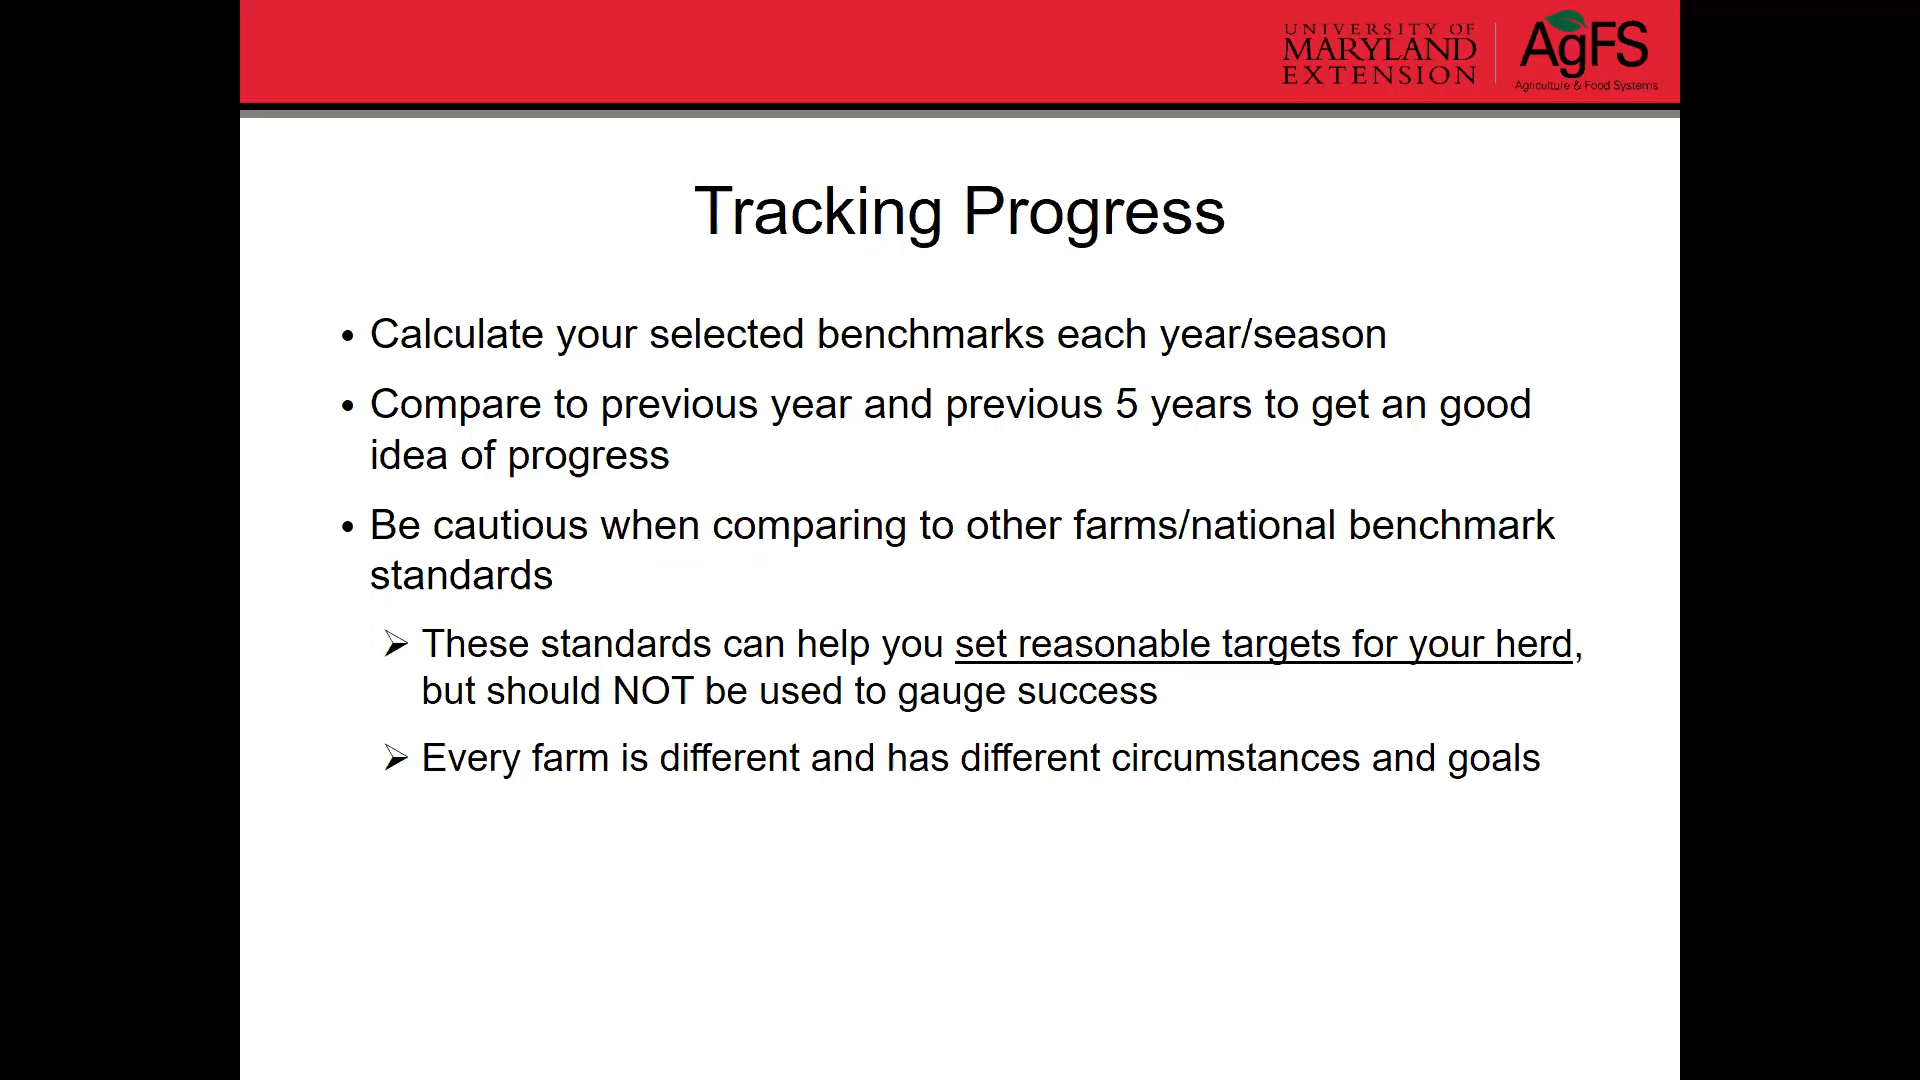 UNIVERSITY OF
MARYLAND
EXTENSION
AgFS
Agriculture & Food Systems
Tracking Progress
• Calculate your selected benchmarks each year/season
• Compare to previous year and previous 5 years to get an good
idea of progress
• Be cautious when comparing to other farms/national benchmark
standards
➢ These standards can help you set reasonable targets for your herd,
but should NOT be used to gauge success
➢ Every farm is different and has different circumstances and goals